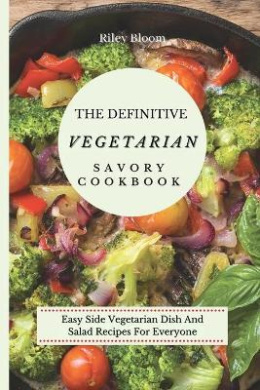 Riley Bloom
THE DEFINITIVE
VEGETARIAN
SAVORY
COOKBOOK
Easy Side Vegetarian Dish And
Salad Recipes For Everyone